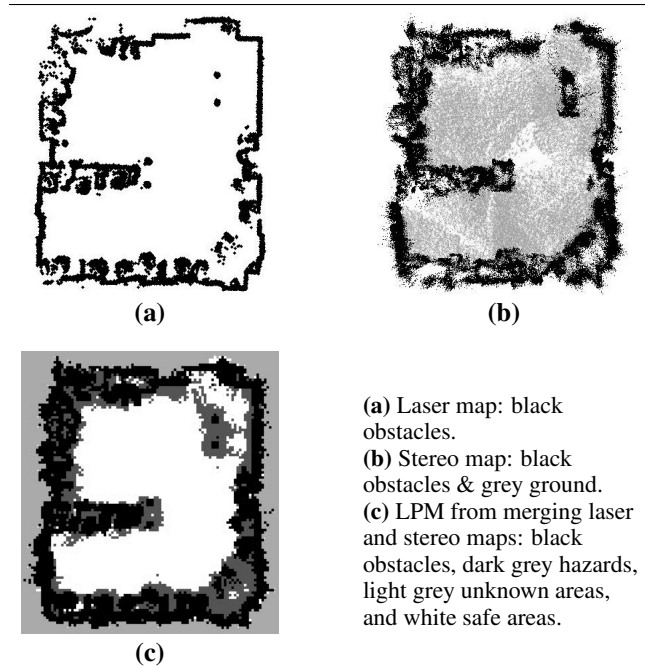 (a)
(b)
(a) Laser map: black
obstacles.
(b) Stereo map: black
obstacles & grey ground.
(c) LPM from merging laser
and stereo maps: black
obstacles, dark grey hazards,
light grey unknown areas,
and white safe areas.
(c)